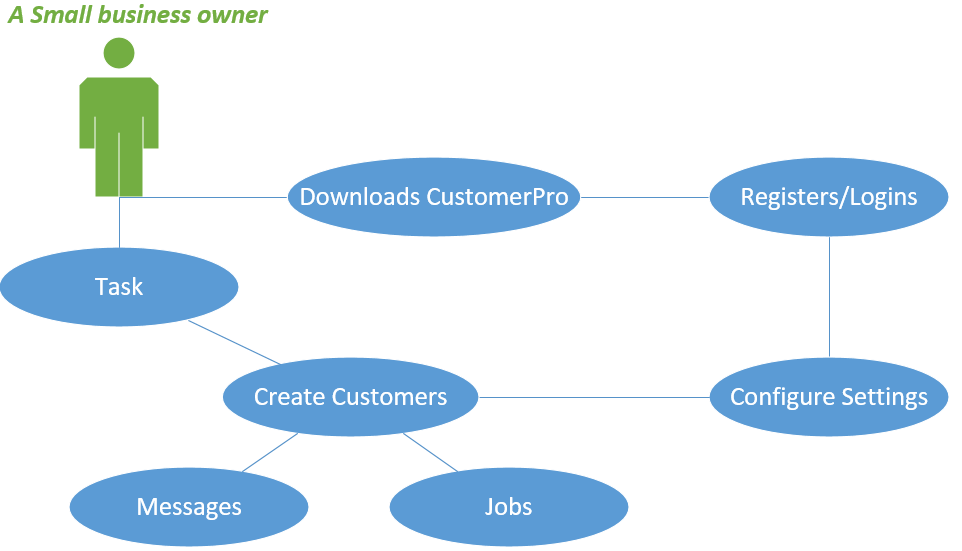 A Small business owner
Downloads CustomerPro
Registers/Logins
Task
Create Customers
Configure Settings
Messages
Jobs